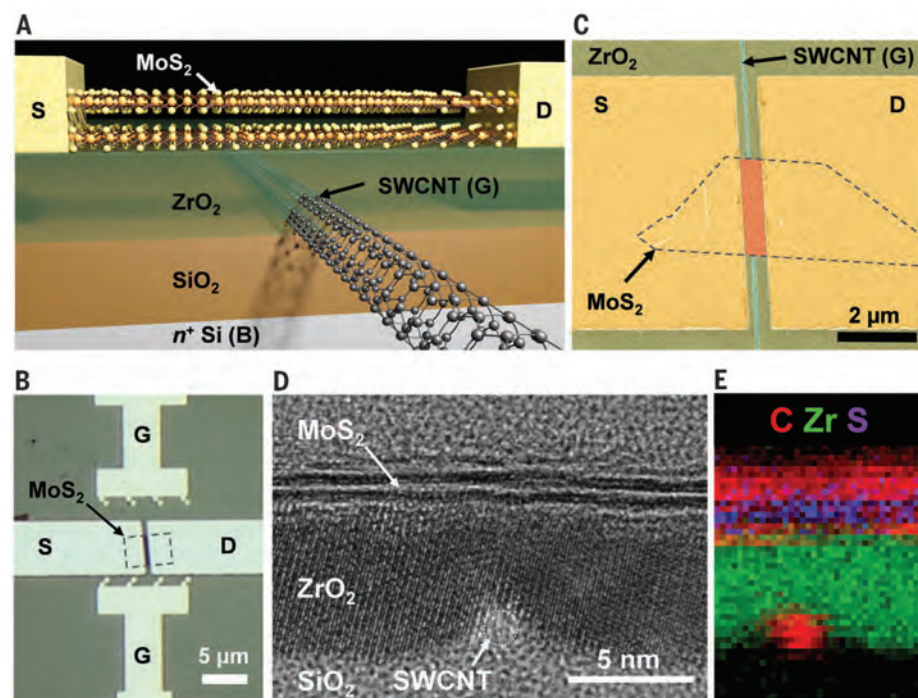 A
MoS₂
S
D
SWCNT (G)
ZrO₂
SiO₂
n⁺ Si (B)
B
G
MoS₂
S
D
G
5 µm
C
ZrO₂
SWCNT (G)
S
D
MoS₂
2 µm
D
MoS₂
ZrO₂
SiO₂
SWCNT
5 nm
E
C Zr S